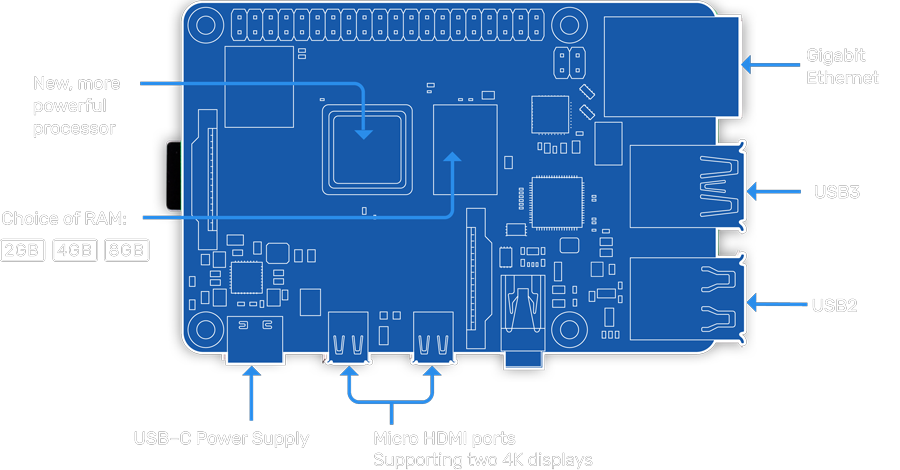 New, more
powerful
processor
Gigabit
Ethernet
USB3
Choice of RAM:
2GB 4GB 8GB
USB2
USB-C Power Supply
Micro HDMI ports
Supporting two 4K displays